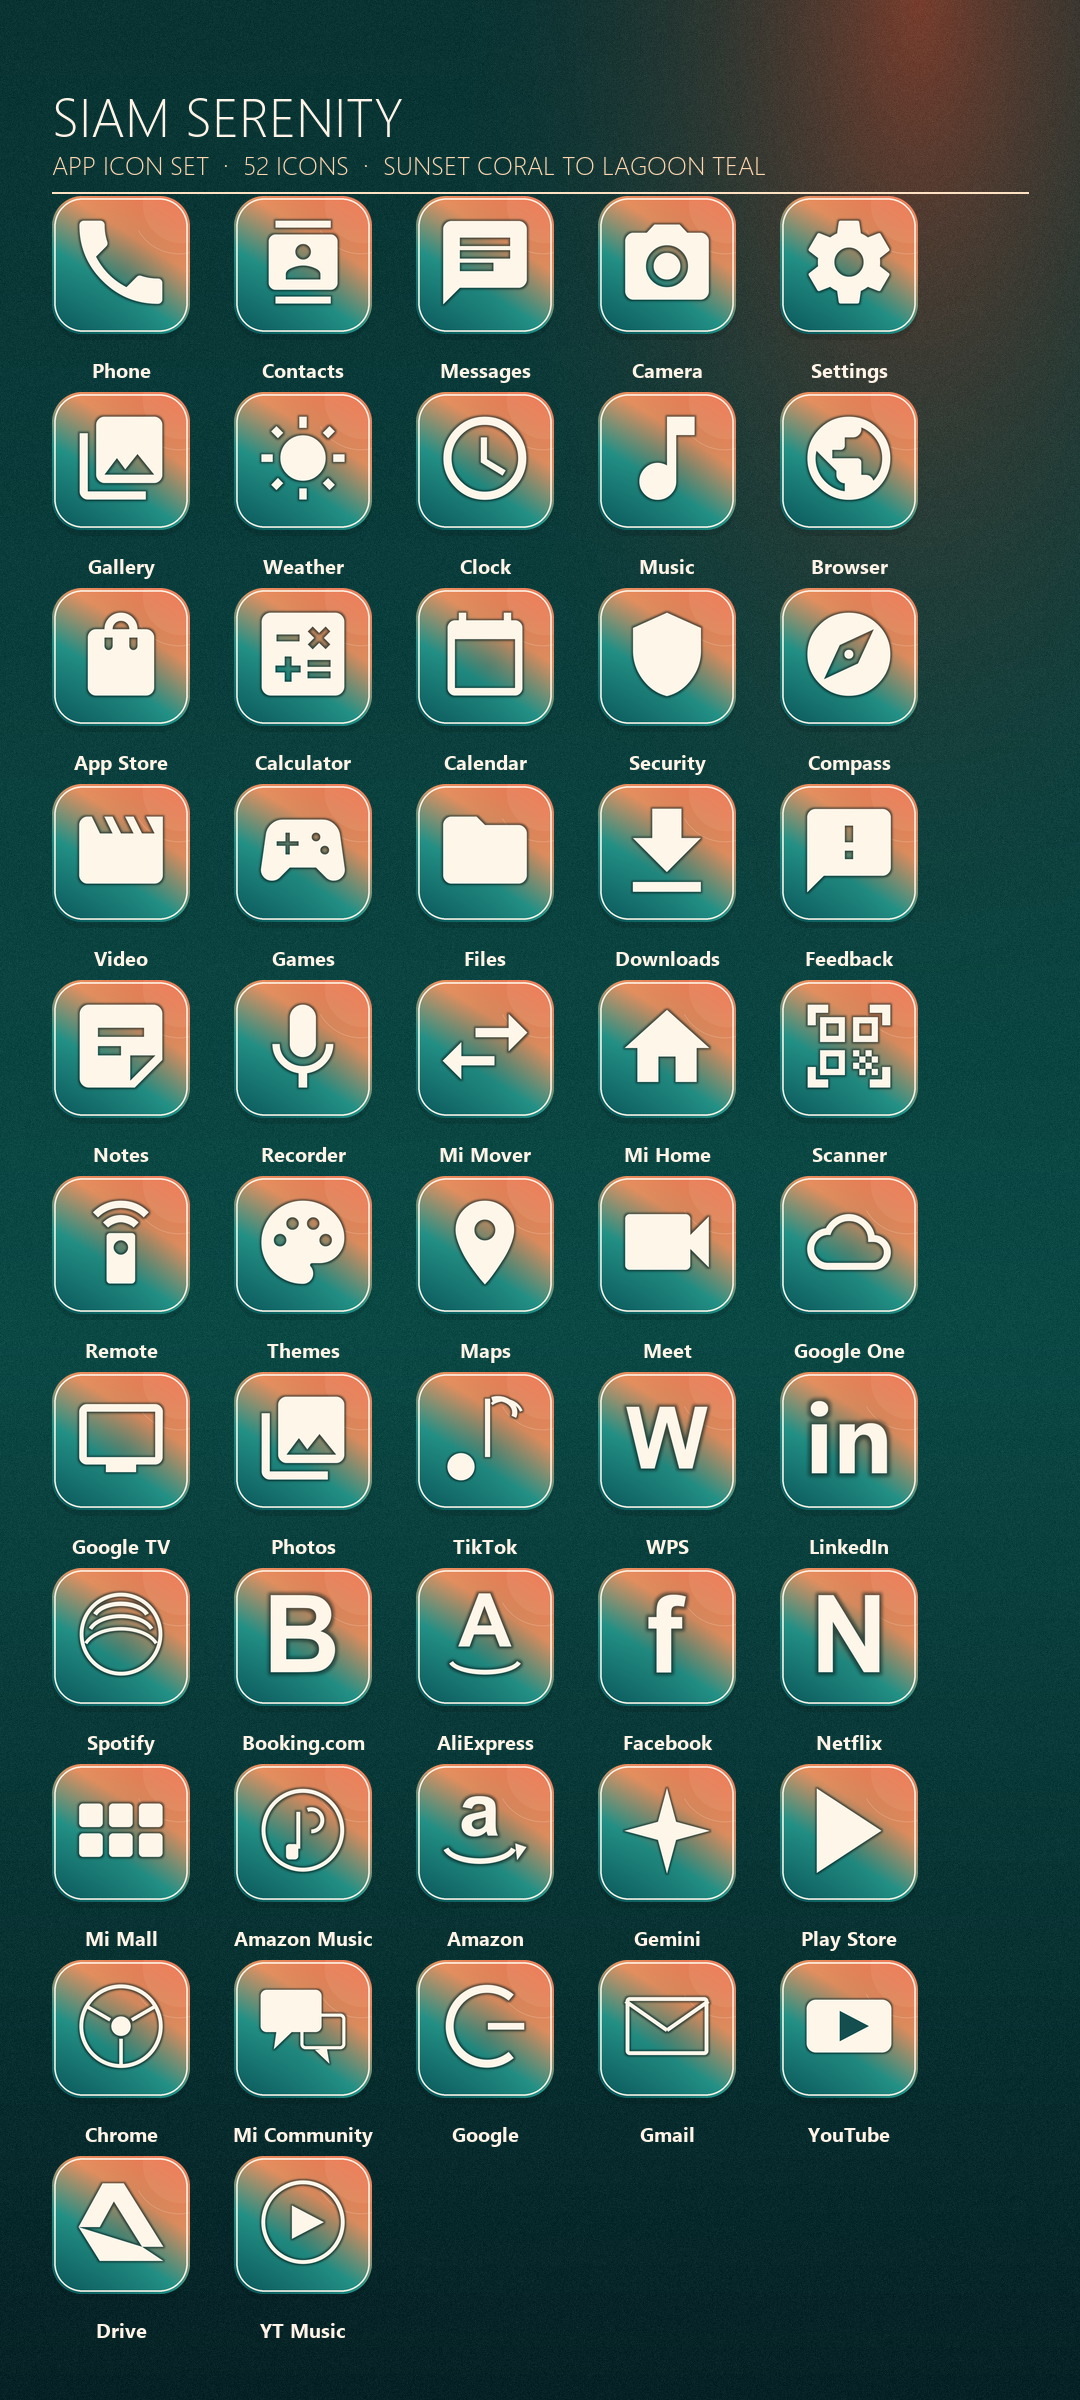 SIAM SERENITY
APP ICON SET · 52 ICONS · SUNSET CORAL TO LAGOON TEAL
Phone Contacts Messages Camera Settings
Gallery Weather Clock Music Browser
App Store Calculator Calendar Security Compass
Video Games Files Downloads Feedback
Notes Recorder Mi Mover Mi Home Scanner
Remote Themes Maps Meet Google One
W in
Google TV Photos TikTok WPS LinkedIn
B A f N
Spotify Booking.com AliExpress Facebook Netflix
a
Mi Mall Amazon Music Amazon Gemini Play Store
G
Chrome Mi Community Google Gmail YouTube
Drive YT Music